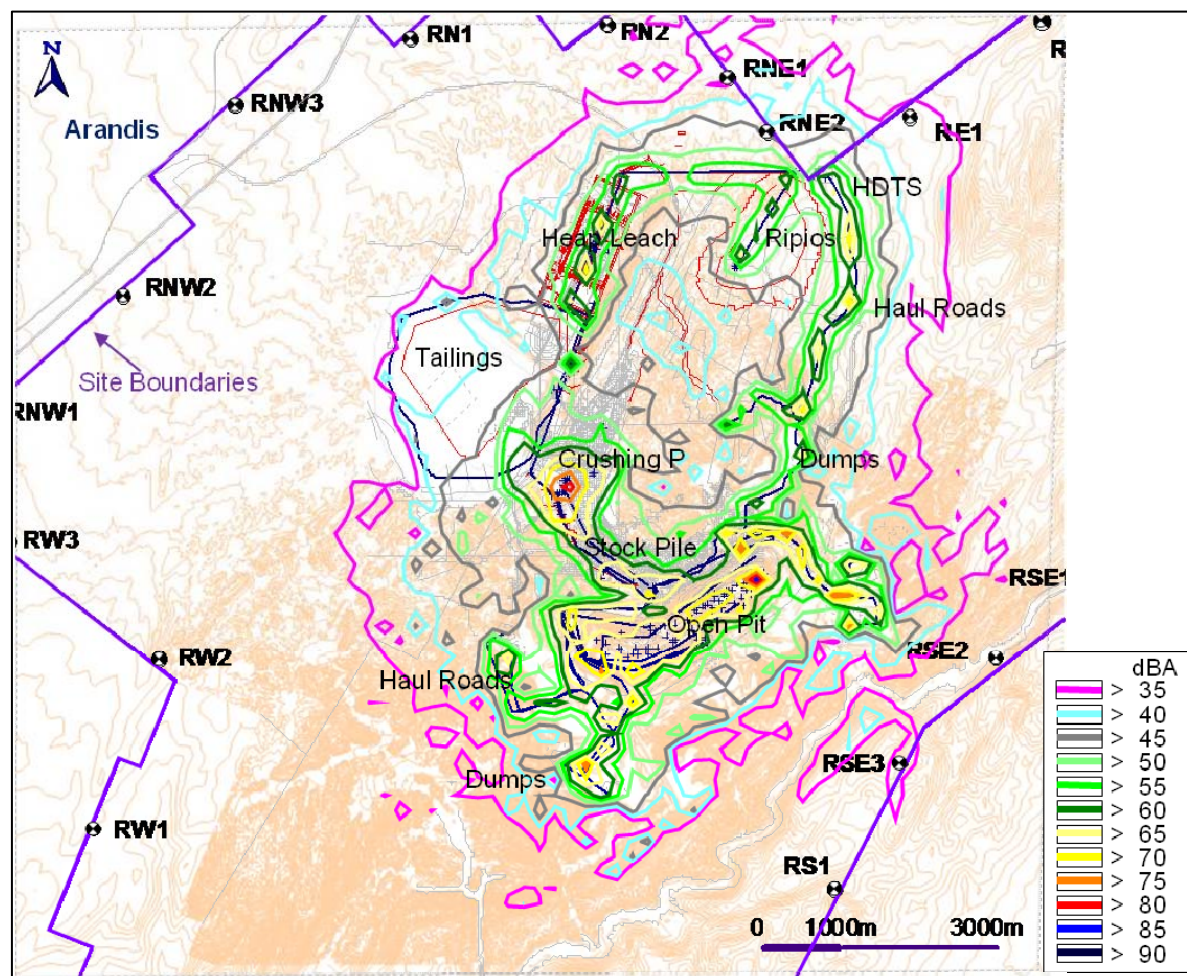 N
RN1
RN2
R
RNE1
RNW3
RE1
Arandis
RNE2
HDTS
Heap Leach
Ripios
RNW2
Haul Roads
Tailings
Site Boundaries
RNW1
Crushing P
Dumps
RW3
Stock Pile
RSE1
Open Pit
RW2
RSE2
Haul Roads
RSE3
Dumps
RW1
RS1
0 1000m 3000m
dBA
> 35
> 40
> 45
> 50
> 55
> 60
> 65
> 70
> 75
> 80
> 85
> 90